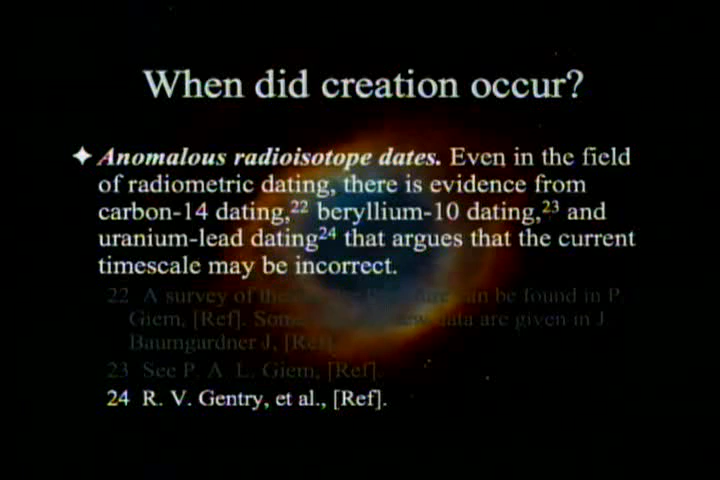 When did creation occur?
✦ Anomalous radioisotope dates. Even in the field
of radiometric dating, there is evidence from
carbon-14 dating,²² beryllium-10 dating,²³ and
uranium-lead dating²⁴ that argues that the current
timescale may be incorrect.
22 A survey of the can be found in P.
Giem, [Ref]. Some data are given in J
Baumgardner J, [Ref].
23 See P. A. L. Giem, [Ref].
24 R. V. Gentry, et al., [Ref].